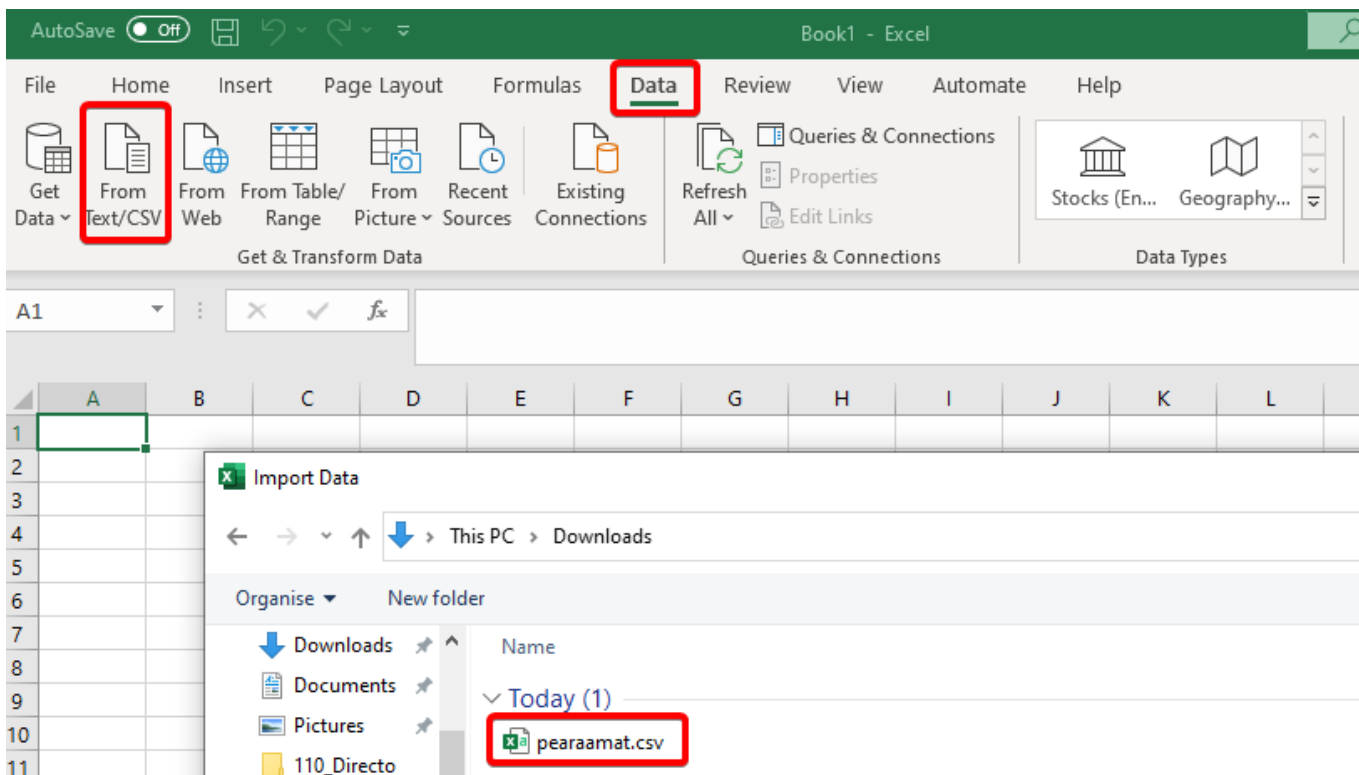 AutoSave Off Book1 - Excel
File Home Insert Page Layout Formulas Data Review View Automate Help
Get Data
From Text/CSV
From Web
From Table/ Range
From Picture
Recent Sources
Existing Connections
Get & Transform Data
Refresh All
Queries & Connections
Properties
Edit Links
Queries & Connections
Stocks (En...
Geography...
Data Types
A1 fx
A B C D E F G H I J K L
1
2
3
4
5
6
7
8
9
10
11
Import Data
This PC > Downloads
Organise New folder
Downloads
Documents
Pictures
110_Directo
Name
Today (1)
pearaamat.csv